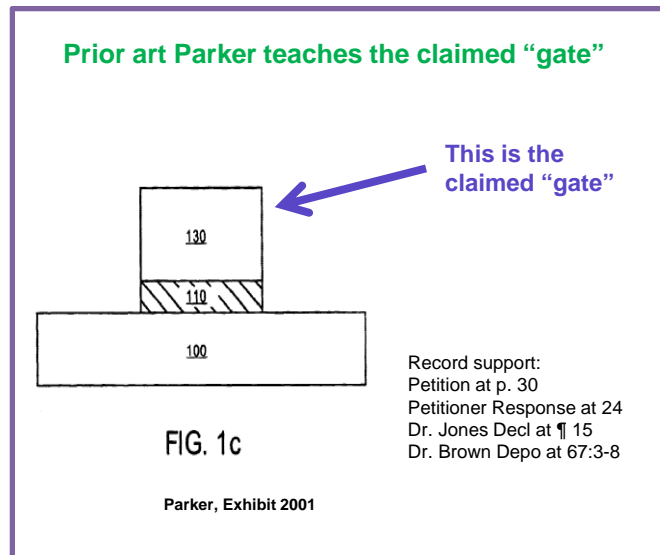 Prior art Parker teaches the claimed “gate”
This is the
claimed “gate”
130
110
100
Record support:
Petition at p. 30
Petitioner Response at 24
Dr. Jones Decl at ¶ 15
Dr. Brown Depo at 67:3-8
FIG. 1c
Parker, Exhibit 2001